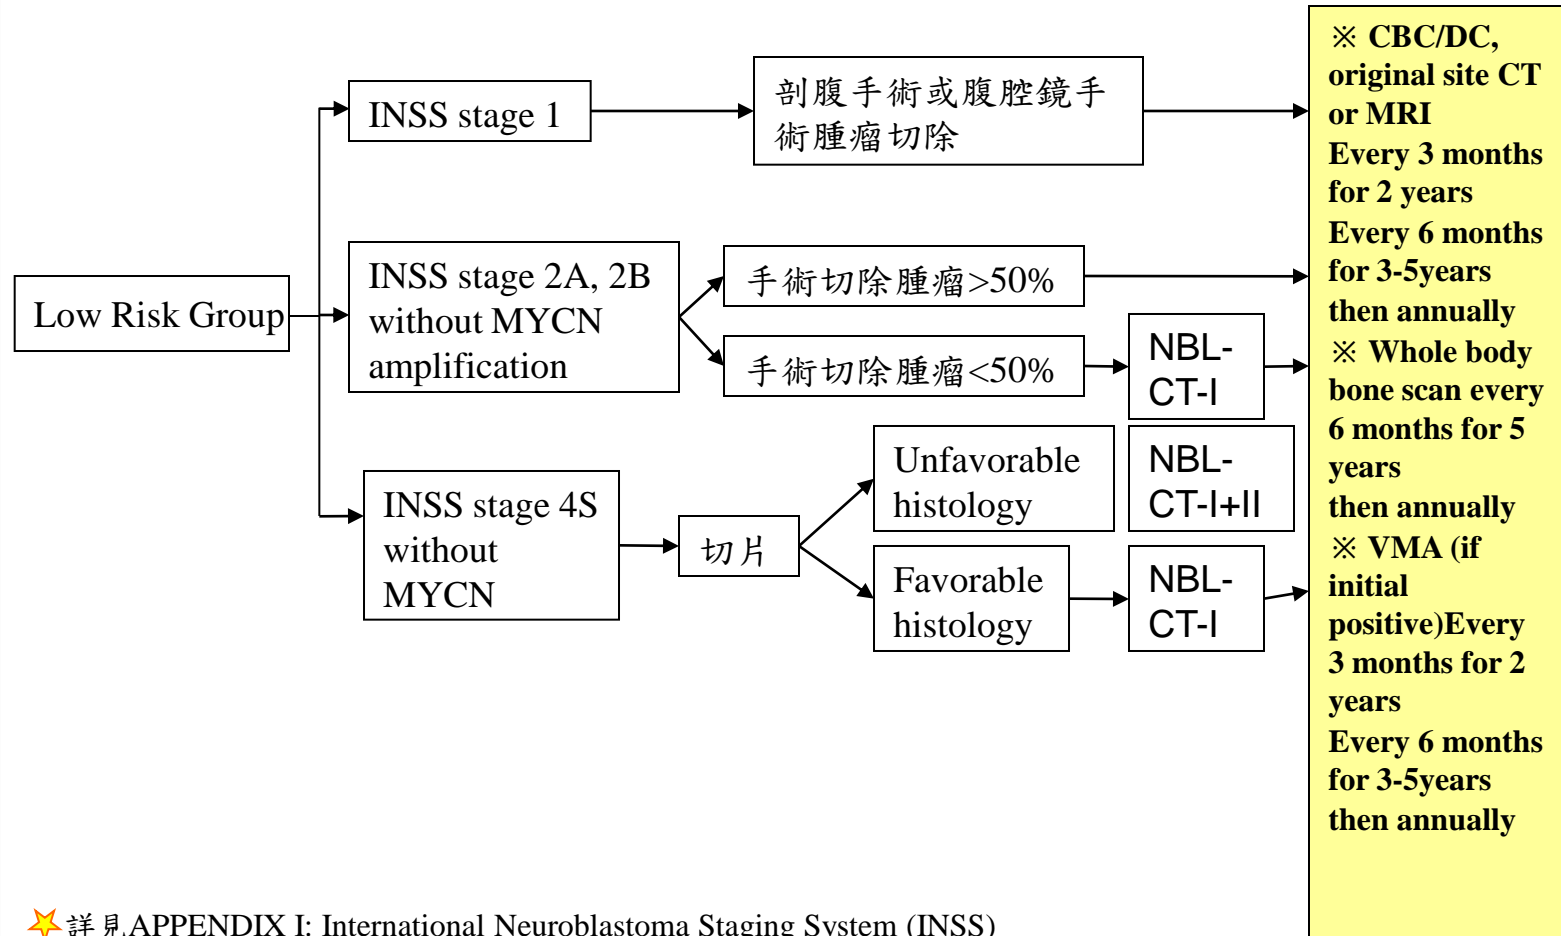 Low Risk Group
INSS stage 1
剖腹手術或腹腔鏡手
術腫瘤切除
INSS stage 2A, 2B
without MYCN
amplification
手術切除腫瘤>50%
手術切除腫瘤<50%
NBL-
CT-I
INSS stage 4S
without
MYCN
切片
Unfavorable
histology
NBL-
CT-I+II
Favorable
histology
NBL-
CT-I
※ CBC/DC,
original site CT
or MRI
Every 3 months
for 2 years
Every 6 months
for 3-5years
then annually
※ Whole body
bone scan every
6 months for 5
years
then annually
※ VMA (if
initial
positive)Every
3 months for 2
years
Every 6 months
for 3-5years
then annually
詳見APPENDIX I: International Neuroblastoma Staging System (INSS)